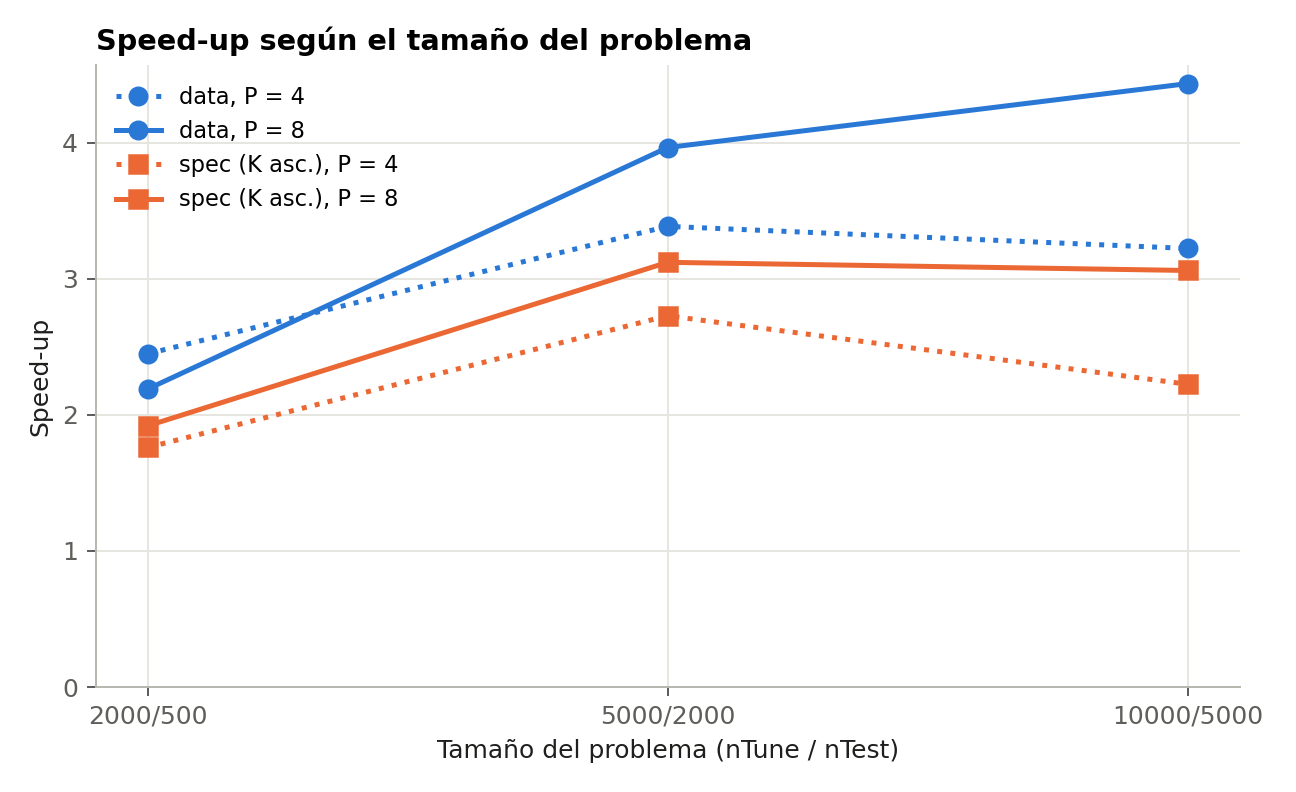 Speed-up según el tamaño del problema
data, P = 4
data, P = 8
spec (K asc.), P = 4
spec (K asc.), P = 8
4
3
2
1
0
Speed-up
2000/500
5000/2000
10000/5000
Tamaño del problema (nTune / nTest)